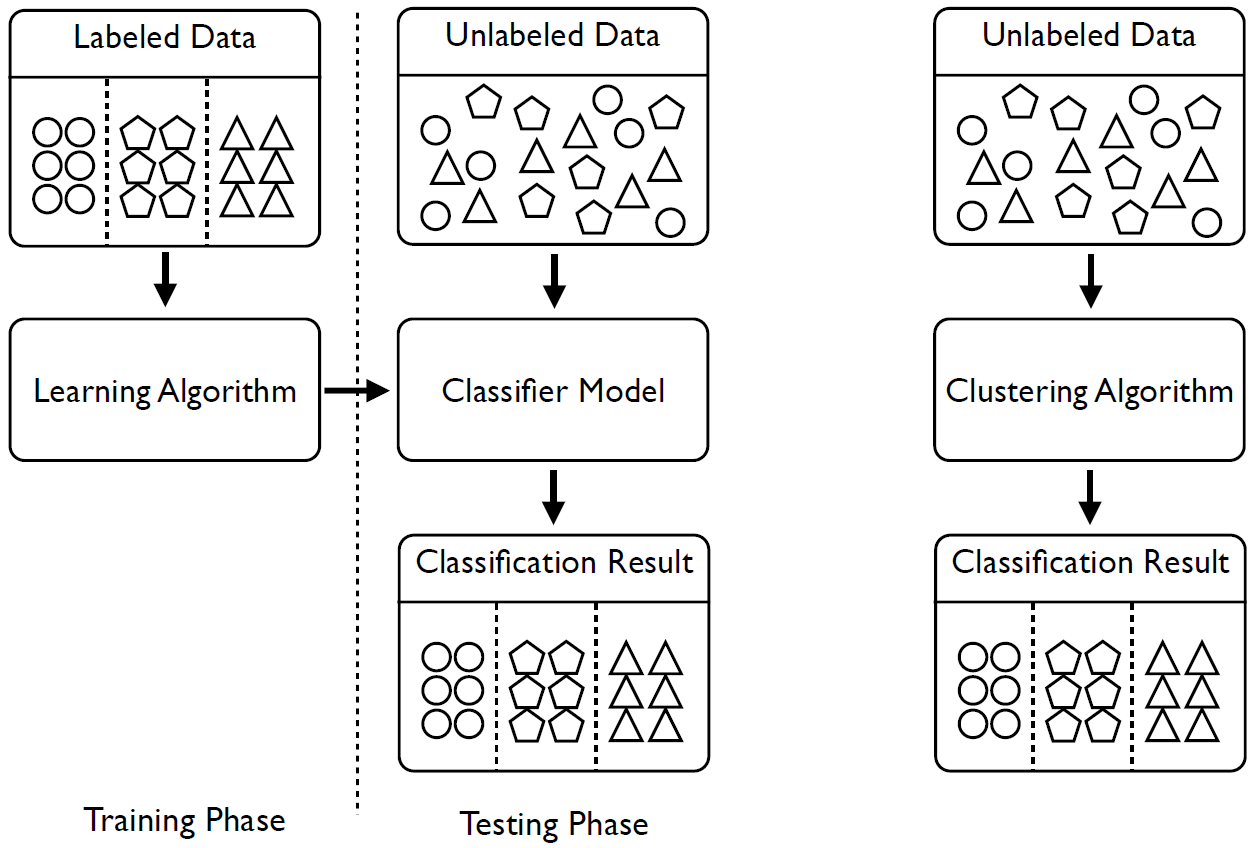 Labeled Data
Unlabeled Data
Unlabeled Data
Learning Algorithm
Classifier Model
Clustering Algorithm
Classification Result
Classification Result
Training Phase
Testing Phase